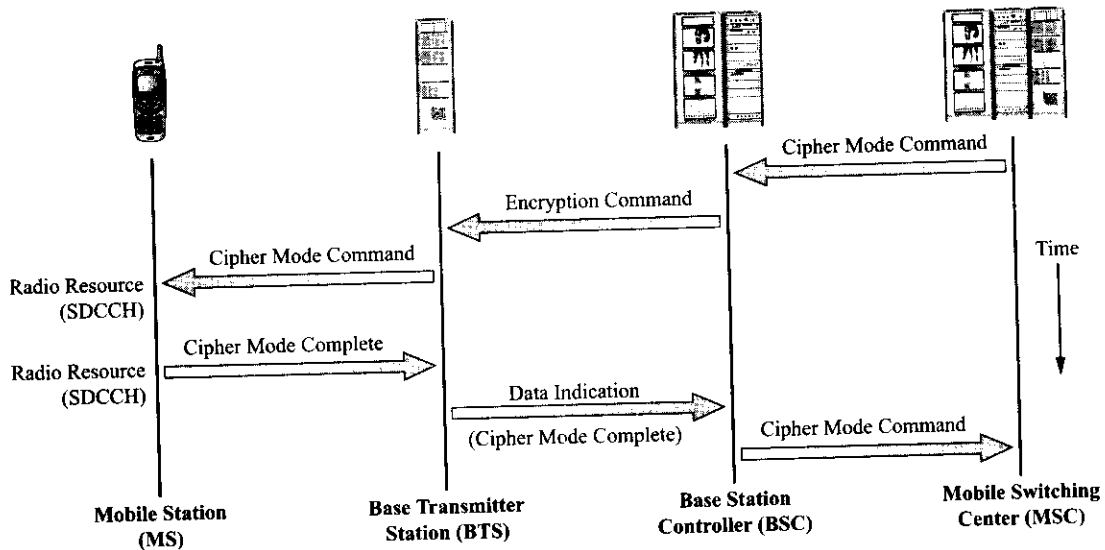 Cipher Mode Command
Encryption Command
Time
Cipher Mode Command
Radio Resource
(SDCCH)
Cipher Mode Complete
Radio Resource
(SDCCH)
Data Indication
(Cipher Mode Complete)
Cipher Mode Command
Mobile Station
(MS)
Base Transmitter
Station (BTS)
Base Station
Controller (BSC)
Mobile Switching
Center (MSC)